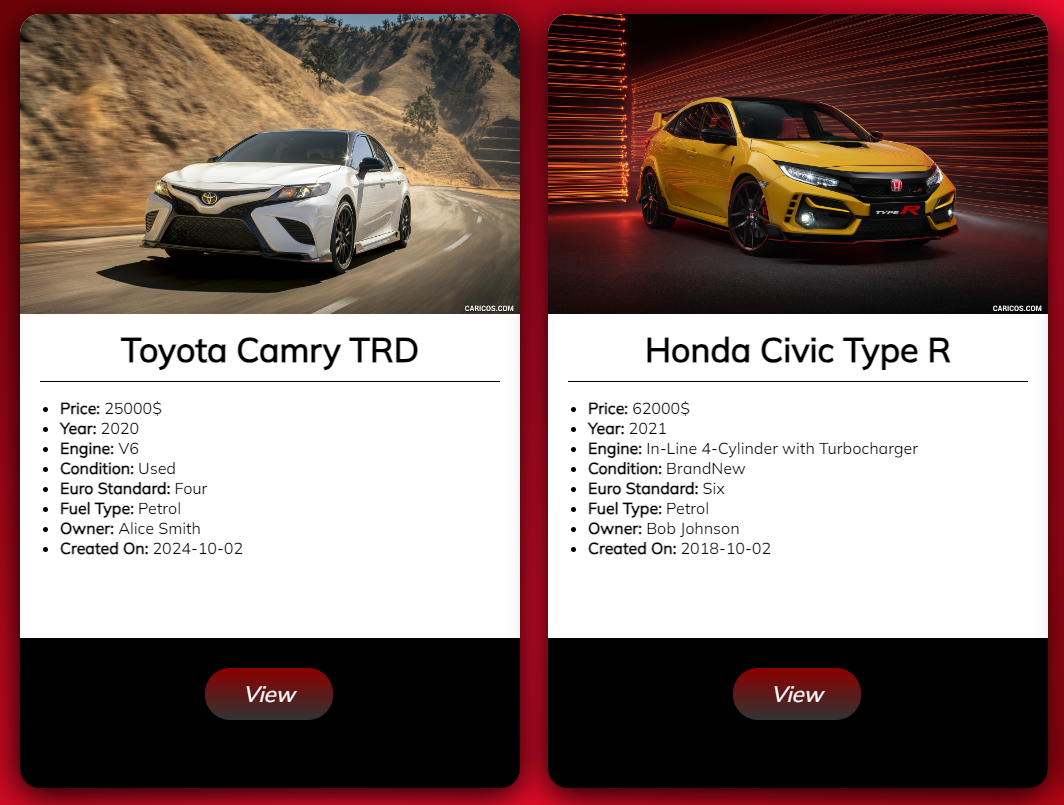 CARICOS.COM
Toyota Camry TRD
Price: 25000$
Year: 2020
Engine: V6
Condition: Used
Euro Standard: Four
Fuel Type: Petrol
Owner: Alice Smith
Created On: 2024-10-02
View
TYPE R
CARICOS.COM
Honda Civic Type R
Price: 62000$
Year: 2021
Engine: In-Line 4-Cylinder with Turbocharger
Condition: BrandNew
Euro Standard: Six
Fuel Type: Petrol
Owner: Bob Johnson
Created On: 2018-10-02
View